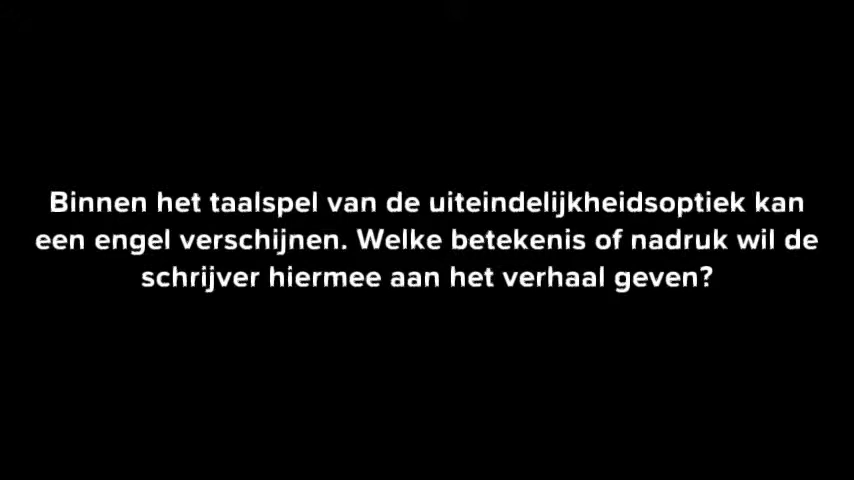 Binnen het taalspel van de uiteindelijkheidsoptiek kan
een engel verschijnen. Welke betekenis of nadruk wil de
schrijver hiermee aan het verhaal geven?